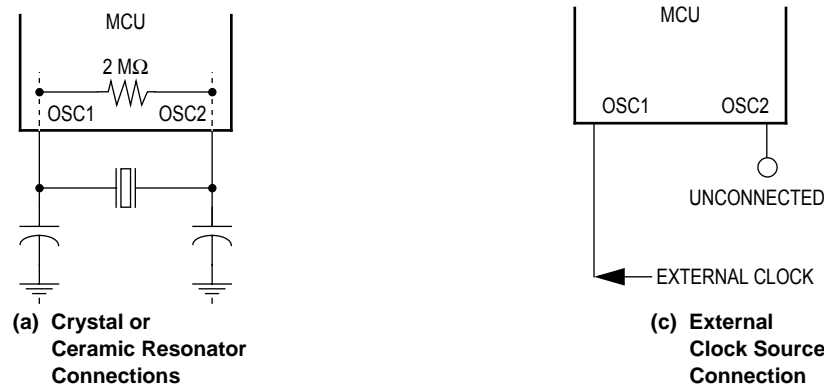 MCU
2 MΩ
OSC1
OSC2
(a) Crystal or
Ceramic Resonator
Connections
MCU
OSC1
OSC2
UNCONNECTED
EXTERNAL CLOCK
(c) External
Clock Source
Connection